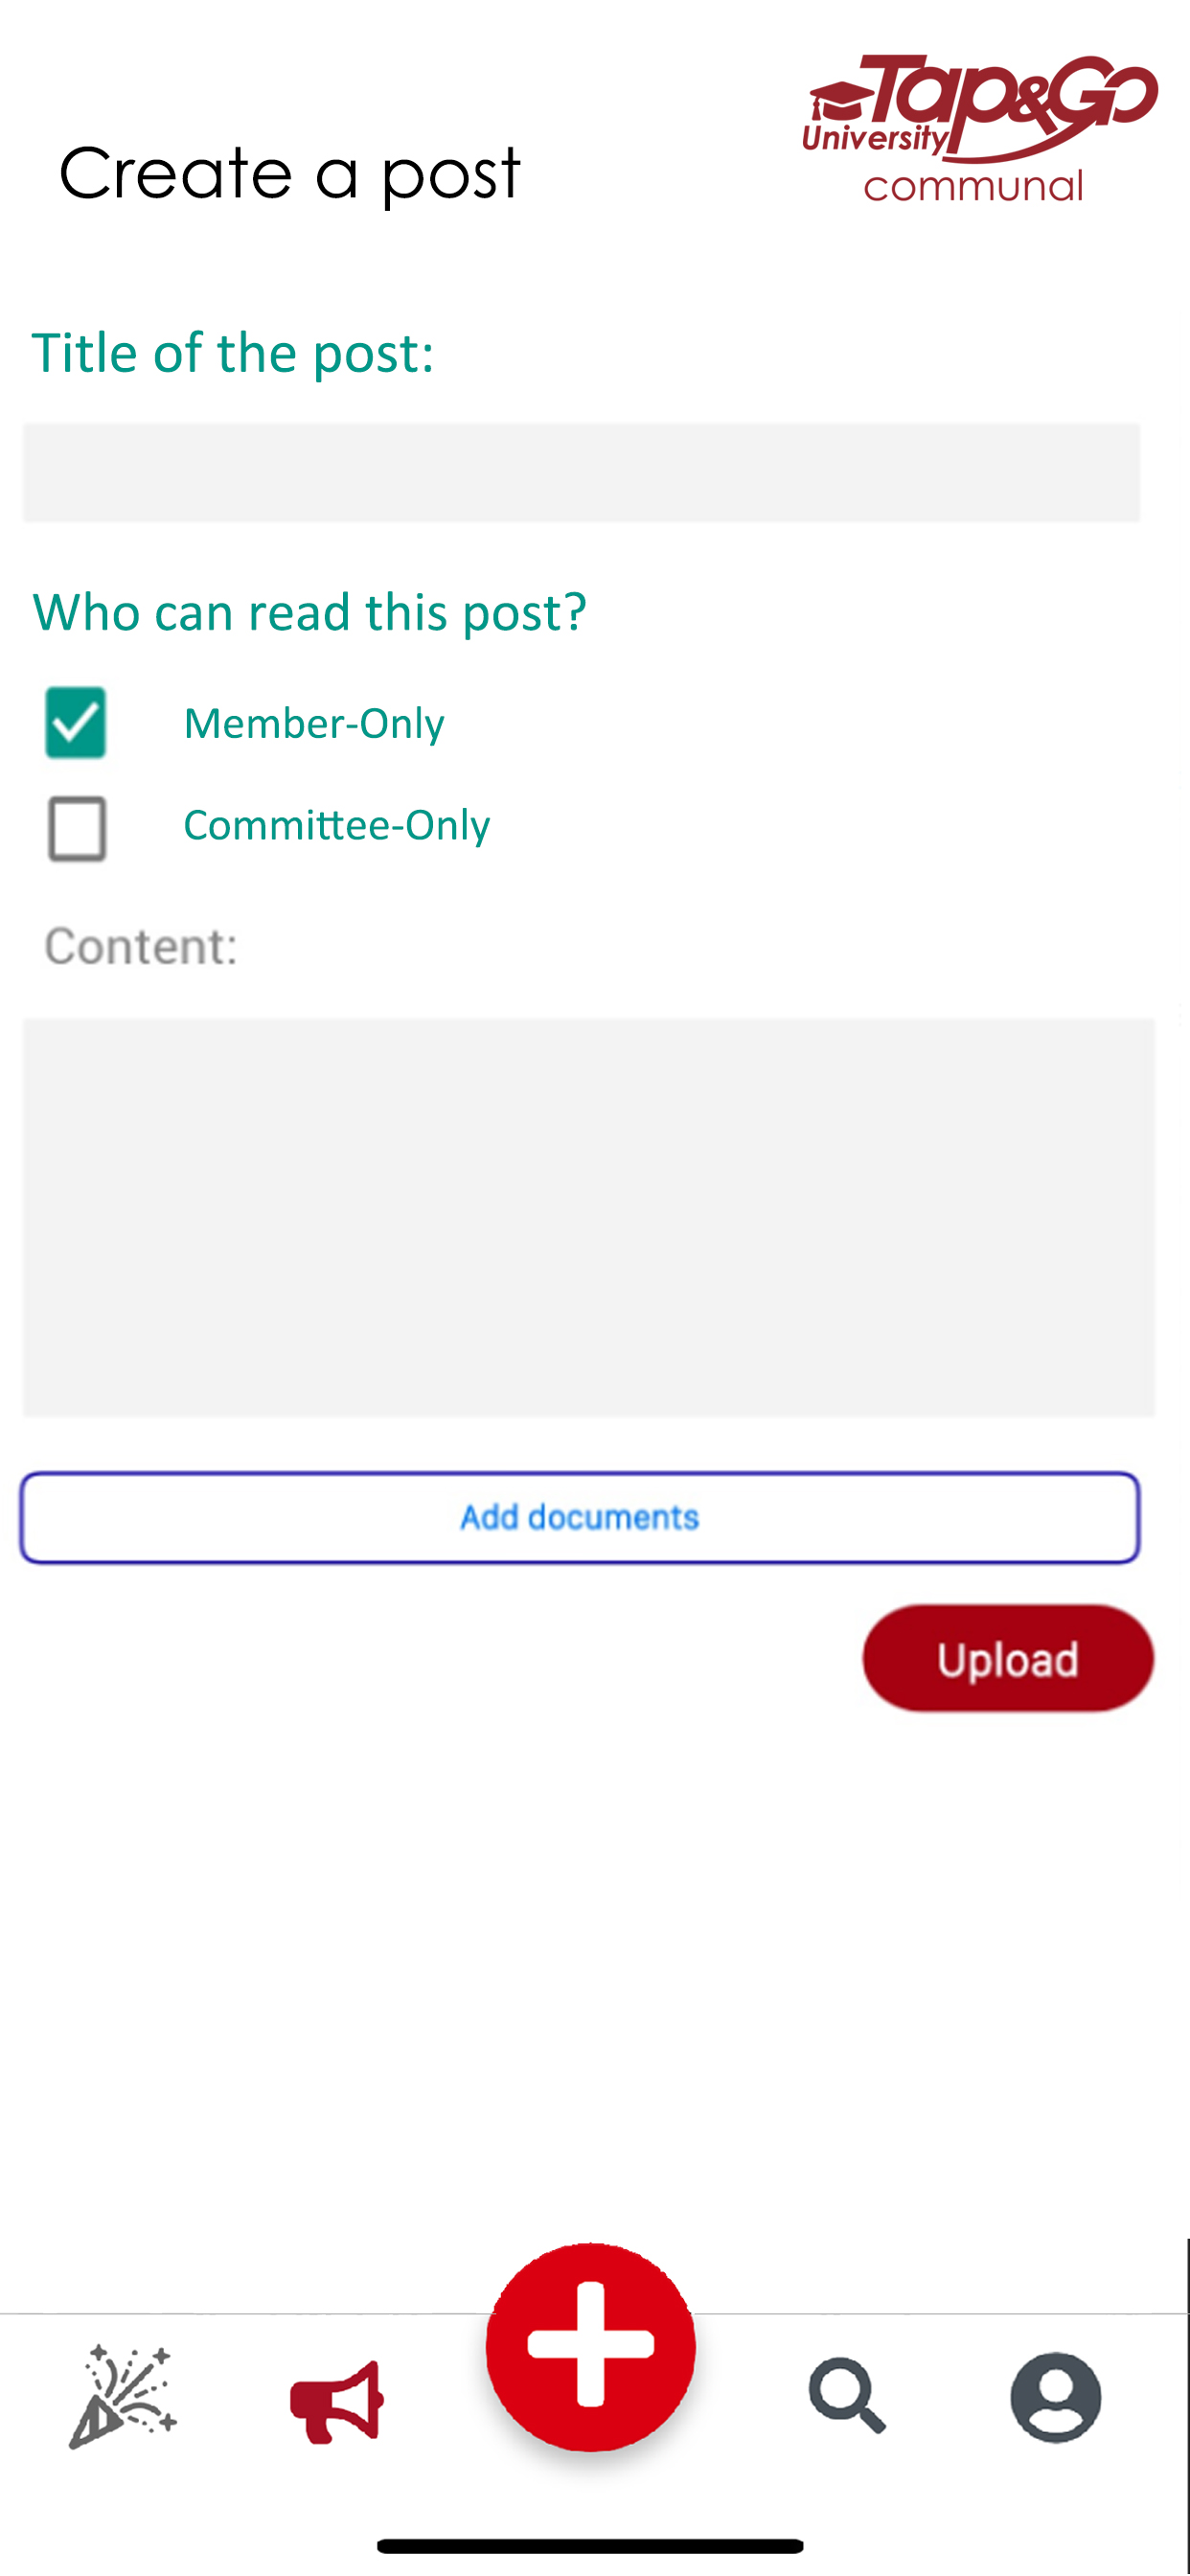 Tap&Go
University
communal
Create a post
Title of the post:
Who can read this post?
Member-Only
Committee-Only
Content:
Add documents
Upload